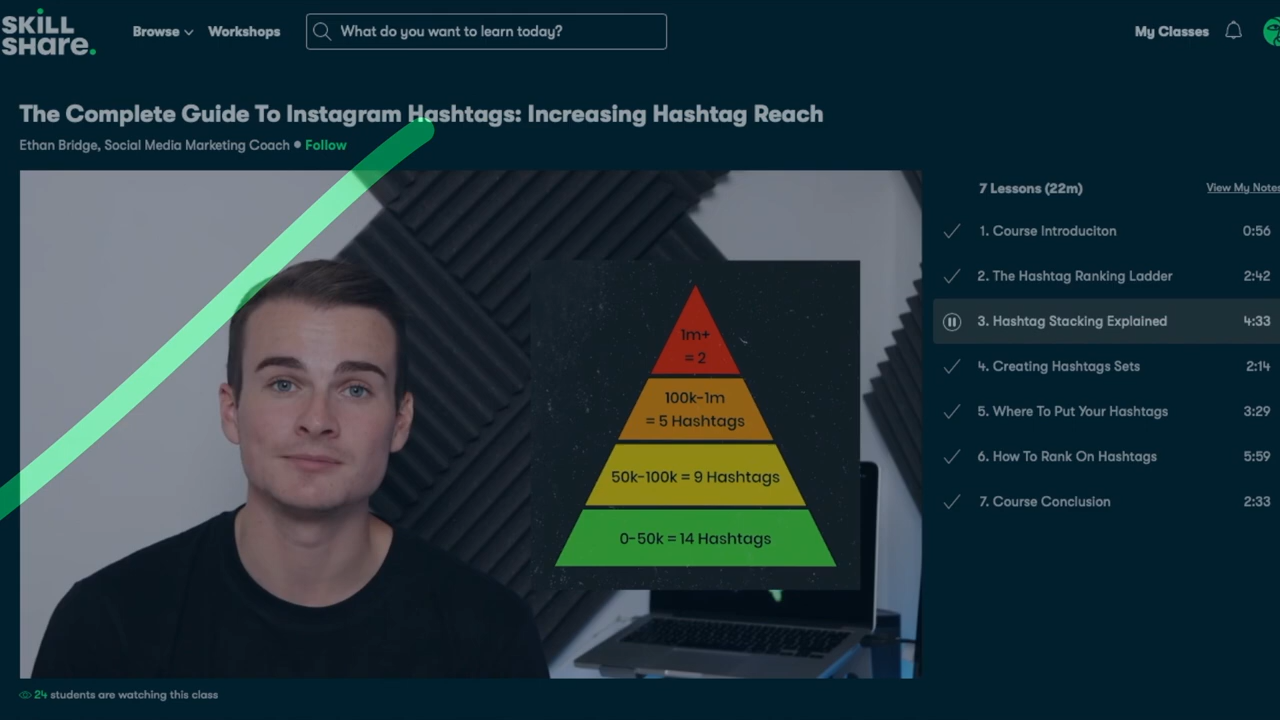 SKILL
SHare.
Browse
Workshops
What do you want to learn today?
My Classes
The Complete Guide To Instagram Hashtags: Increasing Hashtag Reach
Ethan Bridge, Social Media Marketing Coach • Follow
1m+
= 2
100k-1m
= 5 Hashtags
50k-100k = 9 Hashtags
0-50k = 14 Hashtags
7 Lessons (22m)
View My Notes
1. Course Introduciton 0:56
2. The Hashtag Ranking Ladder 2:42
3. Hashtag Stacking Explained 4:33
4. Creating Hashtags Sets 2:14
5. Where To Put Your Hashtags 3:29
6. How To Rank On Hashtags 5:59
7. Course Conclusion 2:33
24 students are watching this class